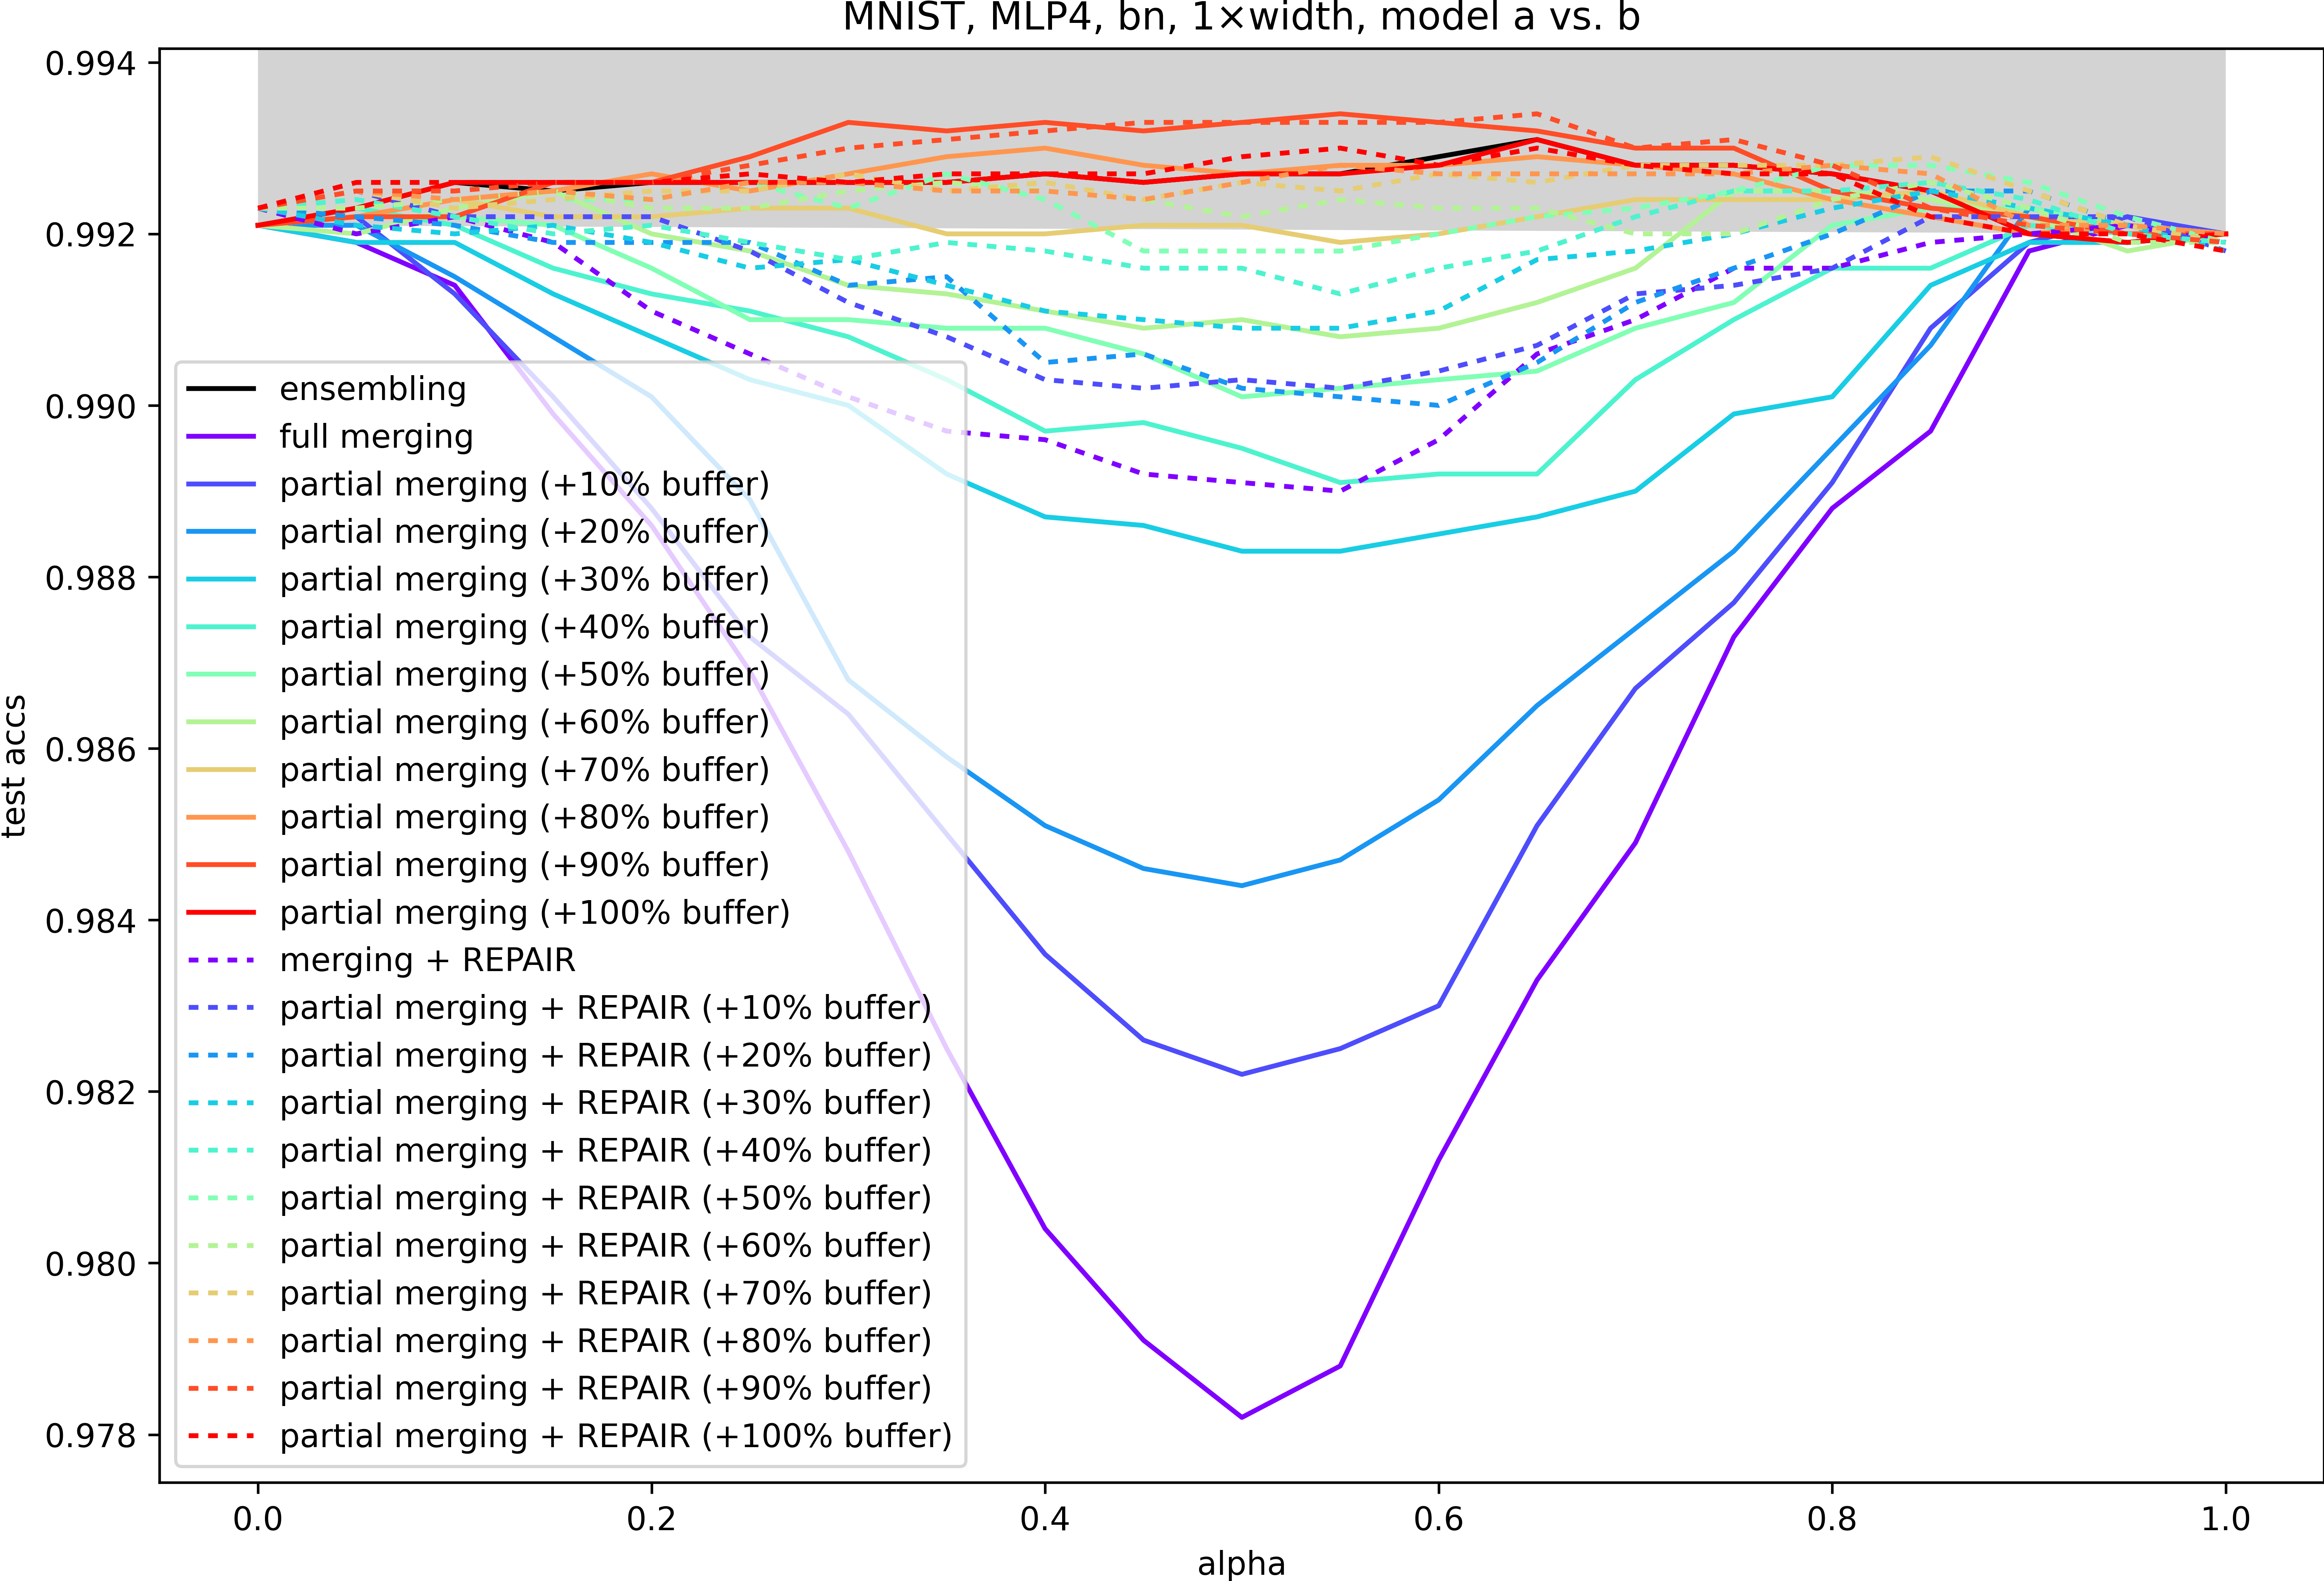 MNIST, MLP4, bn, 1×width, model a vs. b
0.994
0.992
0.990
0.988
0.986
0.984
0.982
0.980
0.978
test accs
ensembling
full merging
partial merging (+10% buffer)
partial merging (+20% buffer)
partial merging (+30% buffer)
partial merging (+40% buffer)
partial merging (+50% buffer)
partial merging (+60% buffer)
partial merging (+70% buffer)
partial merging (+80% buffer)
partial merging (+90% buffer)
partial merging (+100% buffer)
merging + REPAIR
partial merging + REPAIR (+10% buffer)
partial merging + REPAIR (+20% buffer)
partial merging + REPAIR (+30% buffer)
partial merging + REPAIR (+40% buffer)
partial merging + REPAIR (+50% buffer)
partial merging + REPAIR (+60% buffer)
partial merging + REPAIR (+70% buffer)
partial merging + REPAIR (+80% buffer)
partial merging + REPAIR (+90% buffer)
partial merging + REPAIR (+100% buffer)
0.0 0.2 0.4 0.6 0.8 1.0
alpha